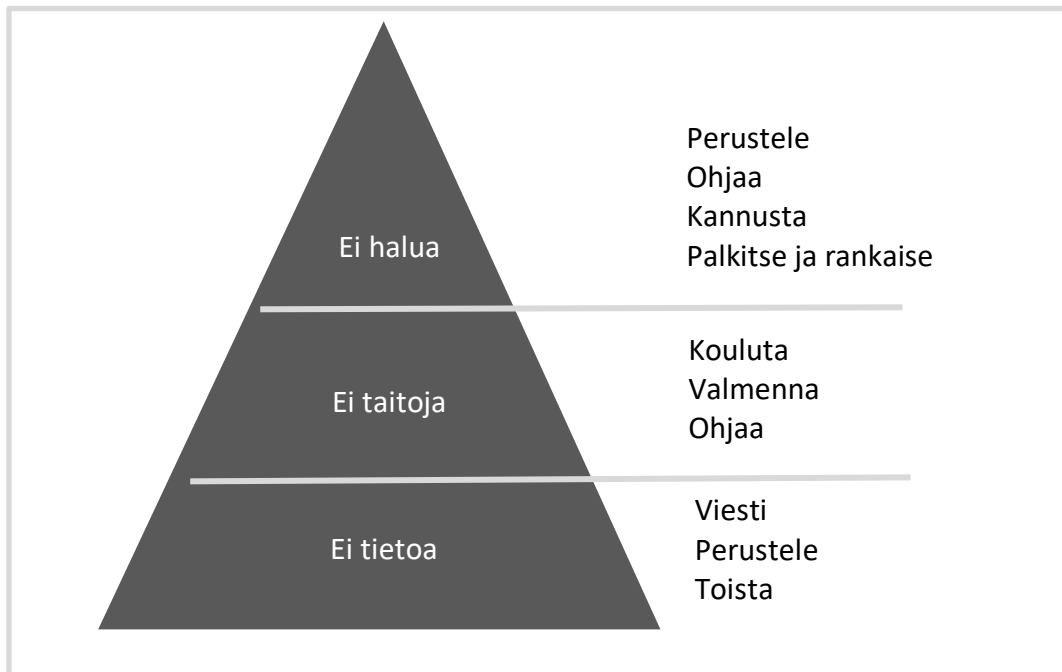 Ei halua
Perustele
Ohjaa
Kannusta
Palkitse ja rankaise
Ei taitoja
Kouluta
Valmenna
Ohjaa
Ei tietoa
Viesti
Perustele
Toista